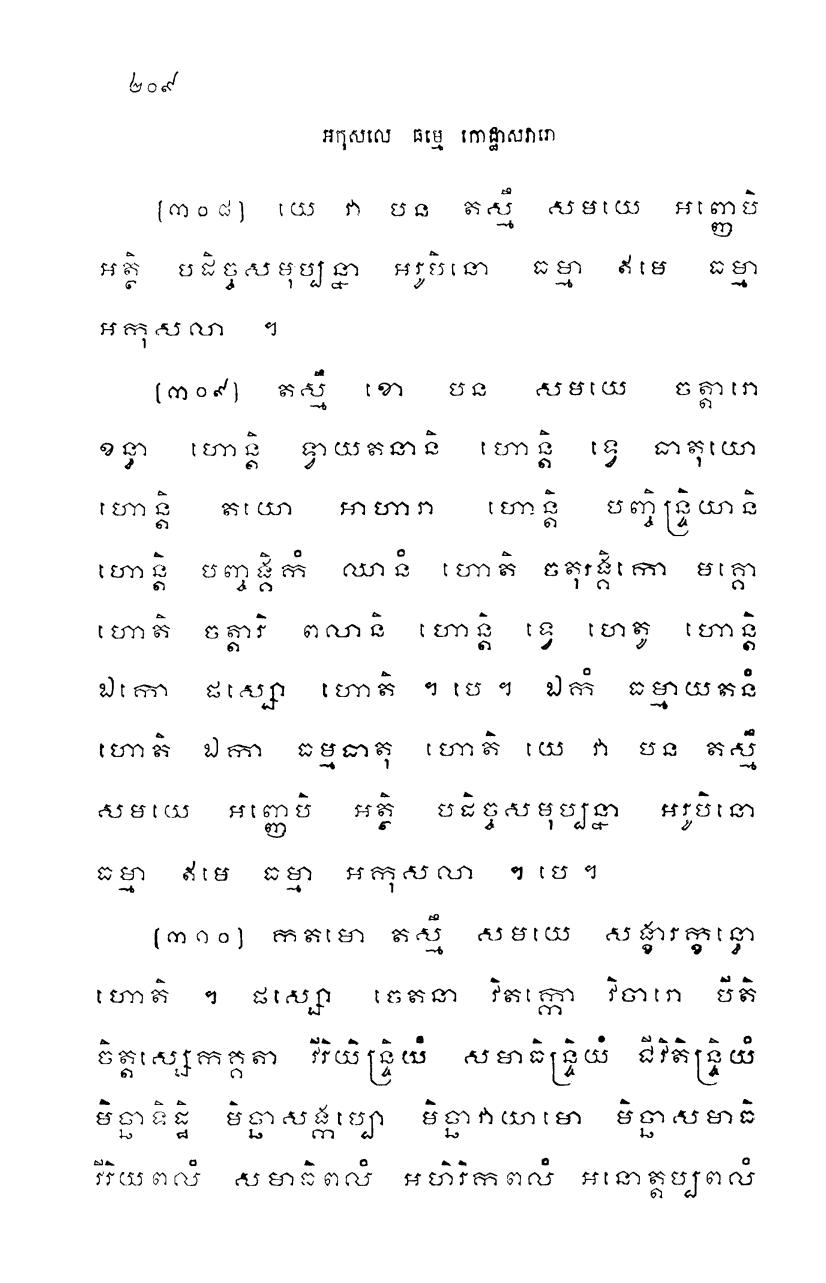 ២០៩
អកុសលេ ធម្មេ កោដ្ឋាសវារោ
[៣០៨] យេ វា បន តស្មឹ សមយេ អញ្ញេបិ
អត្ថិ បដិច្ចសមុប្បន្នា អរូបិនោ ធម្មា ឥមេ ធម្មា
អកុសលា ។
[៣០៩] តស្មឹ ខោ បន សមយេ ចត្តារោ
ខន្ធា ហោន្តិ ទ្វាយតនានិ ហោន្តិ ទ្វេ ធាតុយោ
ហោន្តិ តយោ អាហារា ហោន្តិ បញ្ចិន្ទ្រិយានិ
ហោន្តិ បញ្ចង្គិកំ ឈានំ ហោតិ ចតុរង្គិកោ មគ្គោ
ហោតិ ចត្តារិ ពលានិ ហោន្តិ ទ្វេ ហេតូ ហោន្តិ
ឯកោ ផស្សោ ហោតិ ។ បេ ។ ឯកំ ធម្មាយតនំ
ហោតិ ឯកា ធម្មធាតុ ហោតិ យេ វា បន តស្មឹ
សមយេ អញ្ញេបិ អត្ថិ បដិច្ចសមុប្បន្នា អរូបិនោ
ធម្មា ឥមេ ធម្មា អកុសលា ។ បេ ។
[៣១០] កតមោ តស្មឹ សមយេ សង្ខារក្ខន្ធោ
ហោតិ ។ ផស្សោ ចេតនា វិតក្កោ វិចារោ បីតិ
ចិត្តស្សេកគ្គតា វីរិយិន្ទ្រិយំ សមាធិន្ទ្រិយំ ជីវិតិន្ទ្រិយំ
មិច្ឆាទិដ្ឋិ មិច្ឆាសង្កប្បោ មិច្ឆាវាយាមោ មិច្ឆាសមាធិ
វីរិយពលំ សមាធិពលំ អហិរិកពលំ អនោត្តប្បពលំ